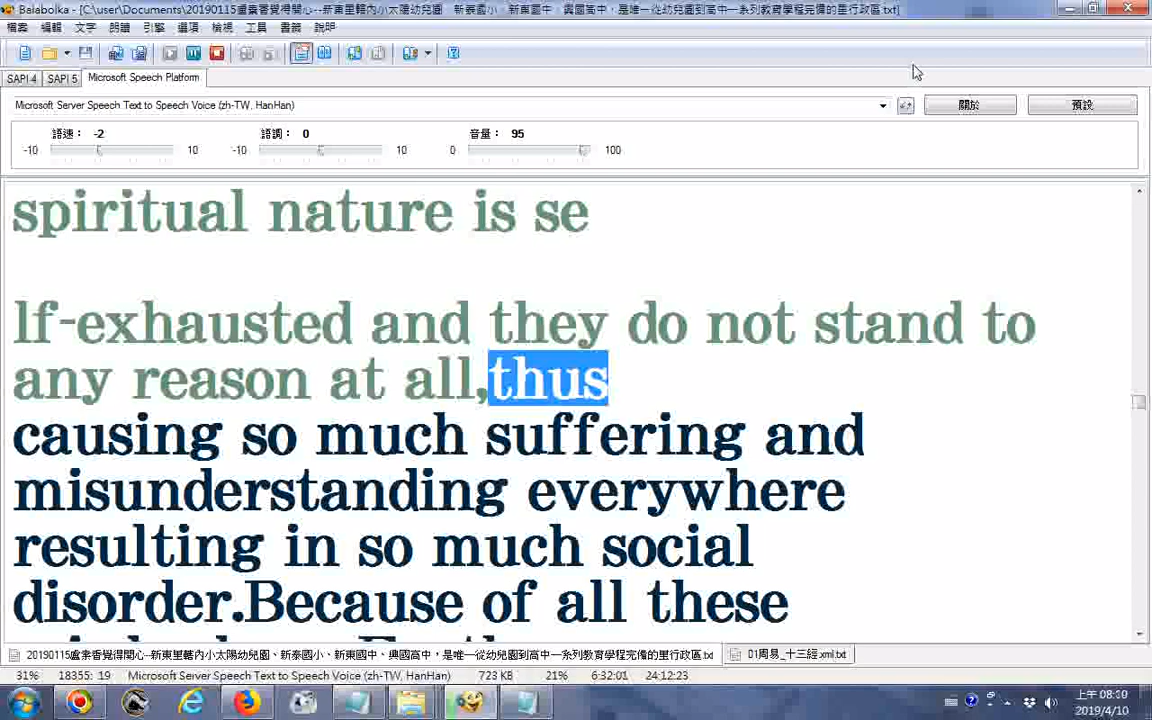 Balabolka - [C:\user\Documents\20190115盧素香覺得開心--新東里轄內小太陽幼兒園、新泰國小、新東國中、興國高中，是唯一從幼兒園到高中一系列教育學程完備的里行政區.txt]
檔案 編輯 文字 朗讀 引擎 選項 檢視 工具 書籤 說明
SAPI 4 SAPI 5 Microsoft Speech Platform
Microsoft Server Speech Text to Speech Voice (zh-TW, HanHan) 關於 預設
語速： -2 語調： 0 音量： 95
-10 10 -10 10 0 100
spiritual nature is se
lf-exhausted and they do not stand to
any reason at all,thus
causing so much suffering and
misunderstanding everywhere
resulting in so much social
disorder.Because of all these
20190115盧素香覺得開心--新東里轄內小太陽幼兒園、新泰國小、新東國中、興國高中，是唯一從幼兒園到高中一系列教育學程完備的里行政區.txt 01周易_十三經.xml.txt
31% 18355: 19 Microsoft Server Speech Text to Speech Voice (zh-TW, HanHan) 723 KB 21% 6:32:01 24:12:23
上午 08:30
2019/4/10